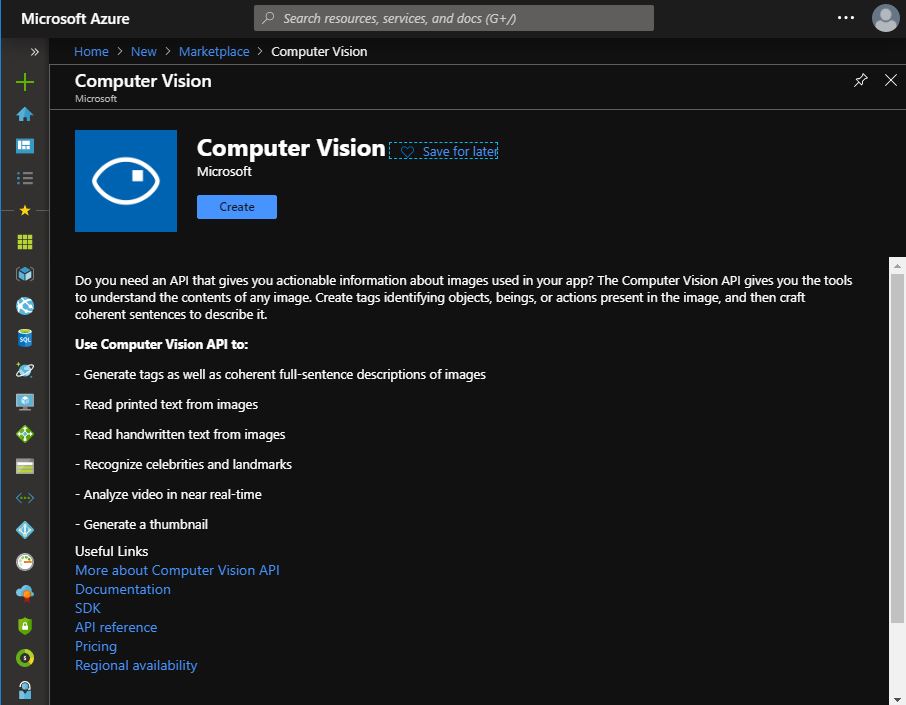 Microsoft Azure
Search resources, services, and docs (G+/)
Home > New > Marketplace > Computer Vision
Computer Vision
Microsoft
Computer Vision
Save for later
Microsoft
Create
Do you need an API that gives you actionable information about images used in your app? The Computer Vision API gives you the tools
to understand the contents of any image. Create tags identifying objects, beings, or actions present in the image, and then craft
coherent sentences to describe it.
Use Computer Vision API to:
- Generate tags as well as coherent full-sentence descriptions of images
- Read printed text from images
- Read handwritten text from images
- Recognize celebrities and landmarks
- Analyze video in near real-time
- Generate a thumbnail
Useful Links
More about Computer Vision API
Documentation
SDK
API reference
Pricing
Regional availability
SQL